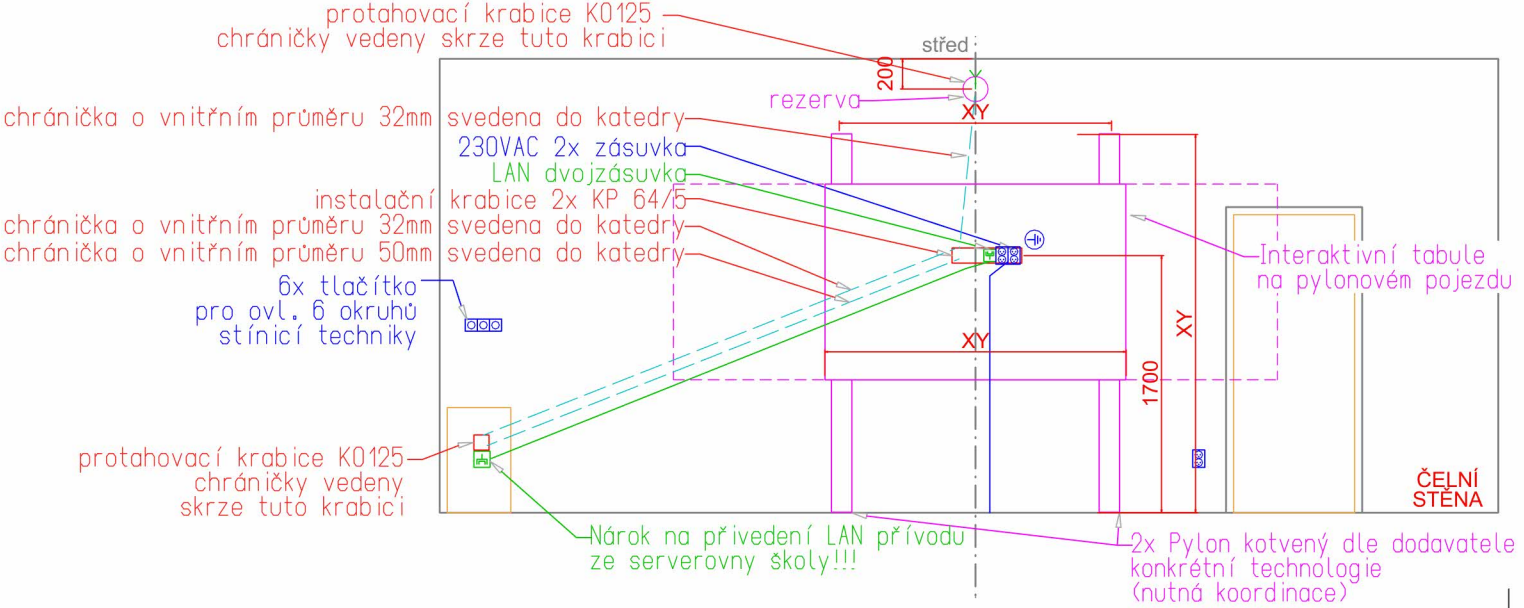 protahovací krabice KO125
chráničky vedeny skrze tuto krabici
střed
200
rezerva
XY
chránička o vnitřním průměru 32mm svedena do katedry
230VAC 2x zásuvka
LAN dvojzásuvka
instalační krabice 2x KP 64/5
chránička o vnitřním průměru 32mm svedena do katedry
chránička o vnitřním průměru 50mm svedena do katedry
Interaktivní tabule
na pylonovém pojezdu
6x tlačítko
pro ovl. 6 okruhů
stínicí techniky
XY
XY
1700
protahovací krabice KO125
chráničky vedeny
skrze tuto krabici
ČELNÍ
STĚNA
Nárok na přivedení LAN přívodu
ze serverovny školy!!!
2x Pylon kotvený dle dodavatele
konkrétní technologie
(nutná koordinace)